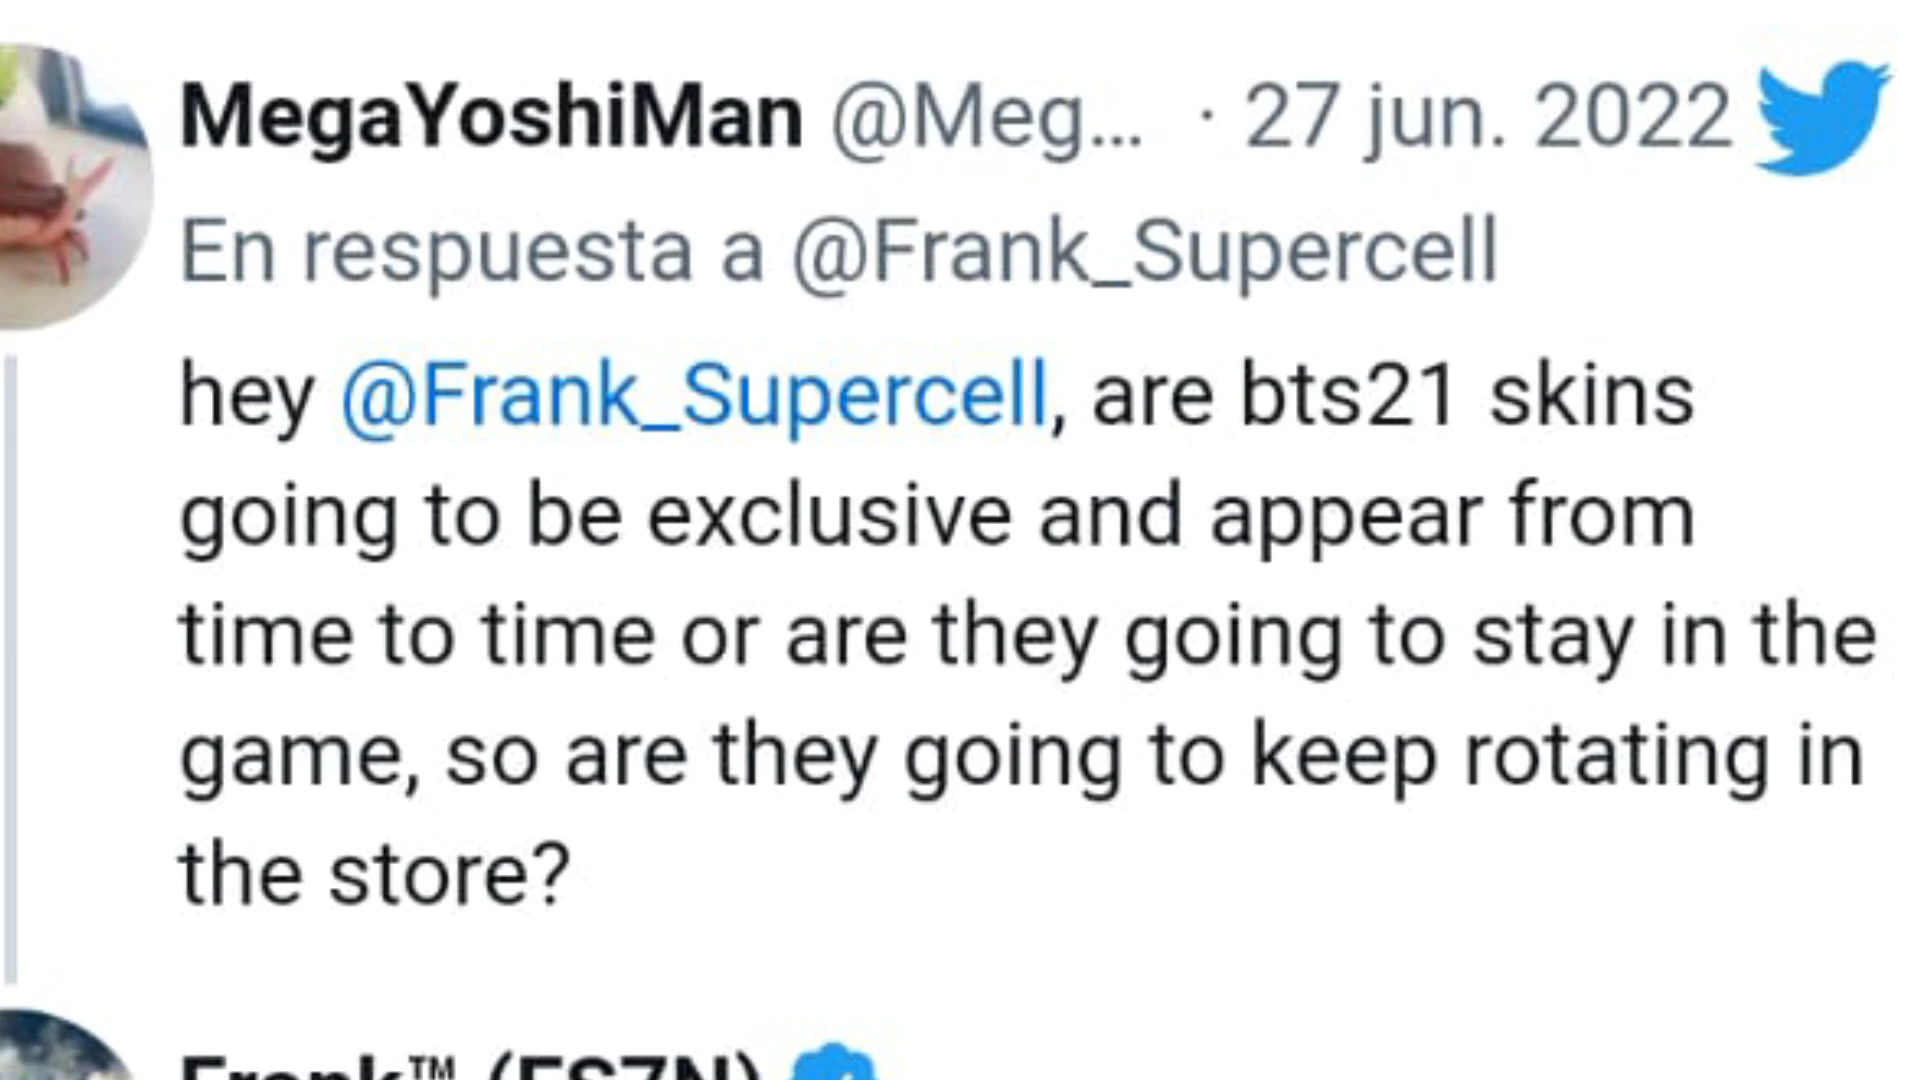 MegaYoshiMan @Meg... · 27 jun. 2022
En respuesta a @Frank_Supercell
hey @Frank_Supercell, are bts21 skins
going to be exclusive and appear from
time to time or are they going to stay in the
game, so are they going to keep rotating in
the store?
Frank™ (ESZN)